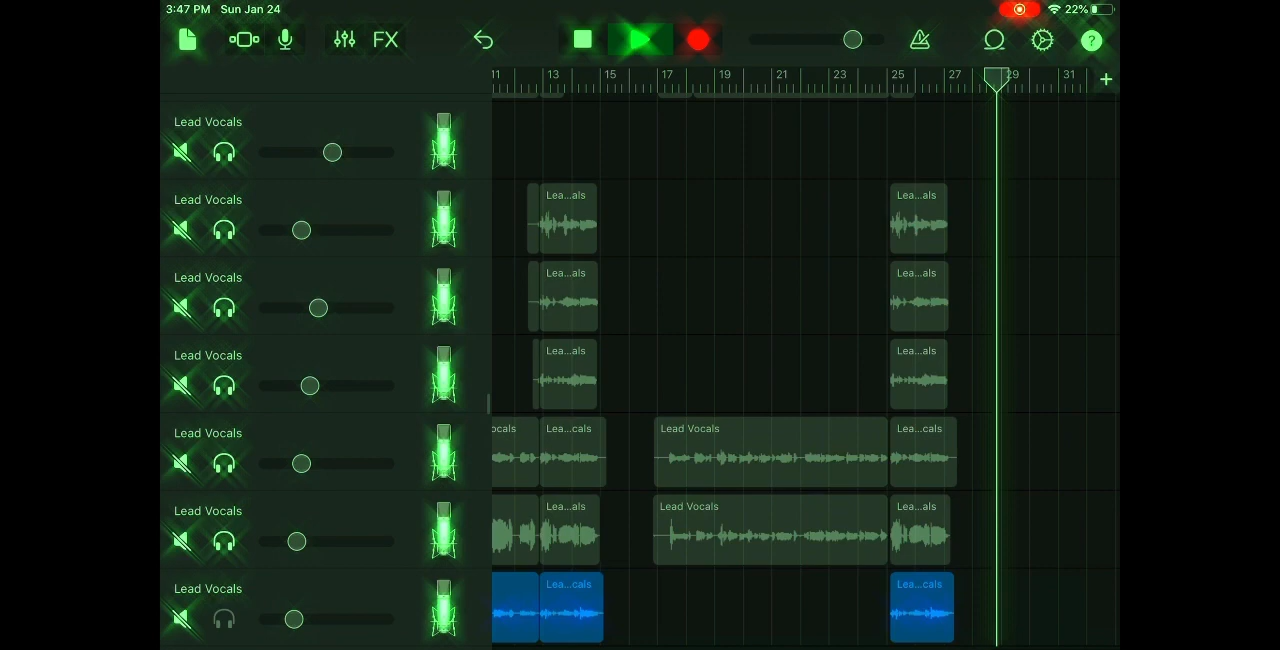 3:47 PM Sun Jan 24 22%
FX ?
11 13 15 17 19 21 23 25 27 29 31 +
Lead Vocals
Lead Vocals Lea...als Lea...als
Lead Vocals Lea...als Lea...als
Lead Vocals Lea...als Lea...als
Lead Vocals ocals Lea...cals Lead Vocals Lea...cals
Lead Vocals Lea...als Lead Vocals Lea...cals
Lead Vocals Lea...cals Lea...cals